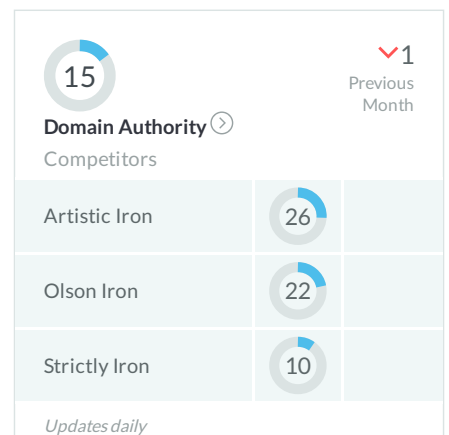 15
1
Previous
Month
Domain Authority
Competitors
Artistic Iron 26
Olson Iron 22
Strictly Iron 10
Updates daily